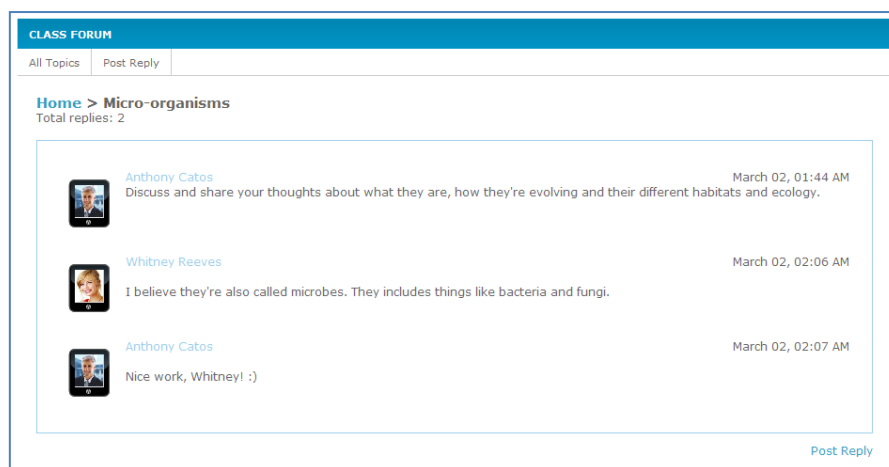 CLASS FORUM
All Topics Post Reply
Home > Micro-organisms
Total replies: 2
Anthony Catos March 02, 01:44 AM
Discuss and share your thoughts about what they are, how they're evolving and their different habitats and ecology.
Whitney Reeves March 02, 02:06 AM
I believe they're also called microbes. They includes things like bacteria and fungi.
Anthony Catos March 02, 02:07 AM
Nice work, Whitney! :)
Post Reply